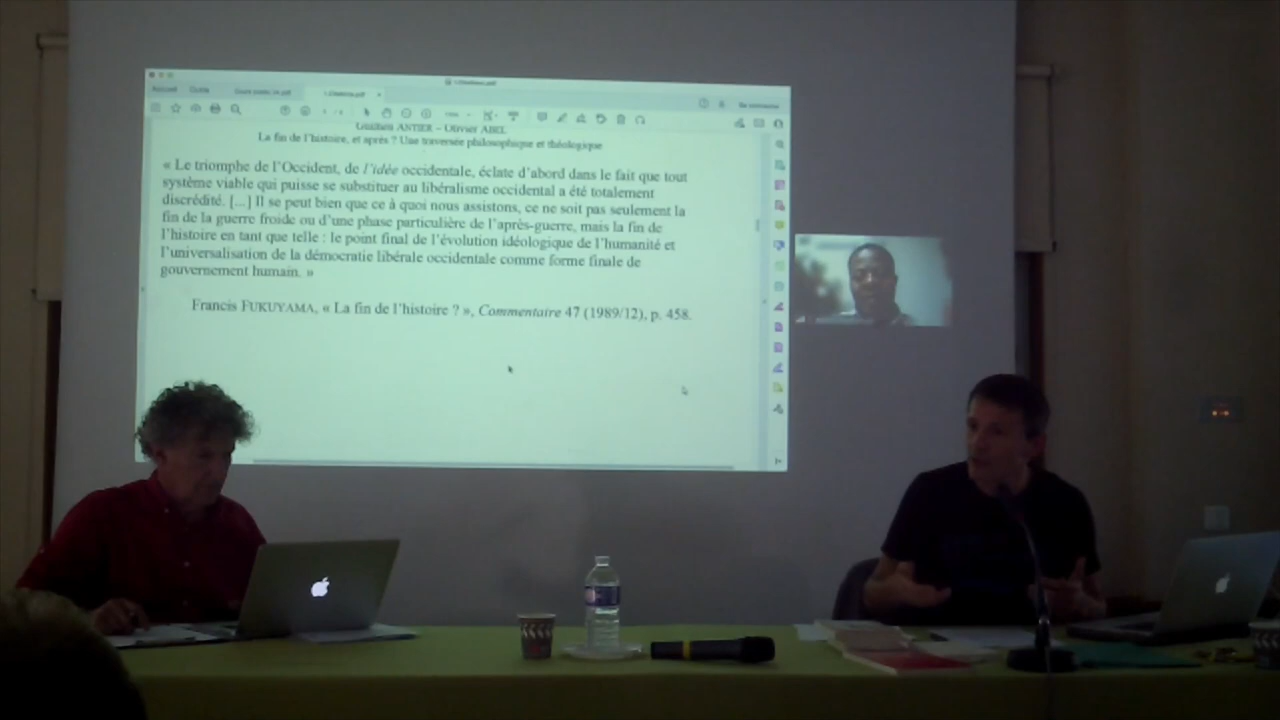 Accueil Outils
Guilhen ANTIER – Olivier ABEL
La fin de l'histoire, et après ? Une traversée philosophique et théologique
« Le triomphe de l'Occident, de l'idée occidentale, éclate d'abord dans le fait que tout
système viable qui puisse se substituer au libéralisme occidental a été totalement
discrédité. [...] Il se peut bien que ce à quoi nous assistons, ce ne soit pas seulement la
fin de la guerre froide ou d'une phase particulière de l'après-guerre, mais la fin de
l'histoire en tant que telle : le point final de l'évolution idéologique de l'humanité et
l'universalisation de la démocratie libérale occidentale comme forme finale de
gouvernement humain. »
Francis FUKUYAMA, « La fin de l'histoire ? », Commentaire 47 (1989/12), p. 458.